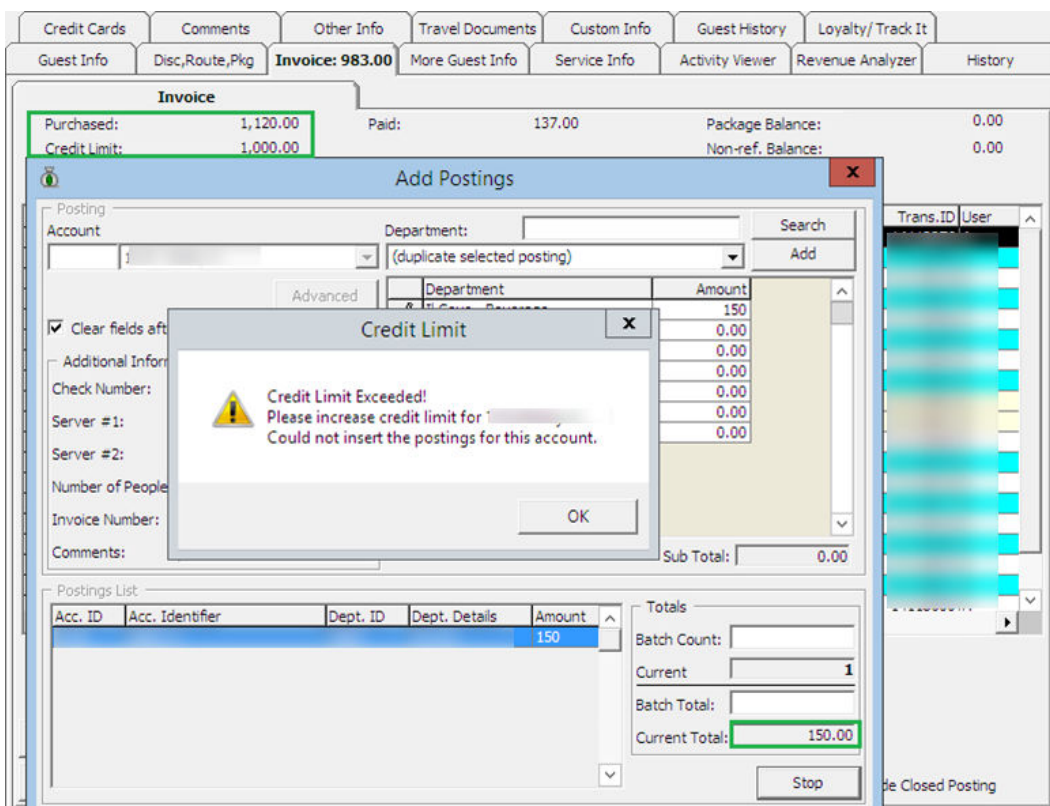 Credit Cards Comments Other Info Travel Documents Custom Info Guest History Loyalty/ Track It
Guest Info Disc,Route,Pkg Invoice: 983.00 More Guest Info Service Info Activity Viewer Revenue Analyzer History
Invoice
Purchased: 1,120.00 Paid: 137.00 Package Balance: 0.00
Credit Limit: 1,000.00 Non-ref. Balance: 0.00
Add Postings x
Trans.ID User
Posting
Account Department: Search
(duplicate selected posting) Add
Advanced
Department Amount
150
Clear fields aft
0.00
0.00
0.00
0.00
0.00
0.00
Credit Limit x
Credit Limit Exceeded!
Please increase credit limit for
Could not insert the postings for this account.
OK
Additional Inform
Check Number:
Server #1:
Server #2:
Number of People
Invoice Number:
Comments:
Sub Total: 0.00
Postings List
Acc. ID Acc. Identifier Dept. ID Dept. Details Amount
150
Totals
Batch Count:
Current 1
Batch Total:
Current Total: 150.00
Stop
de Closed Posting